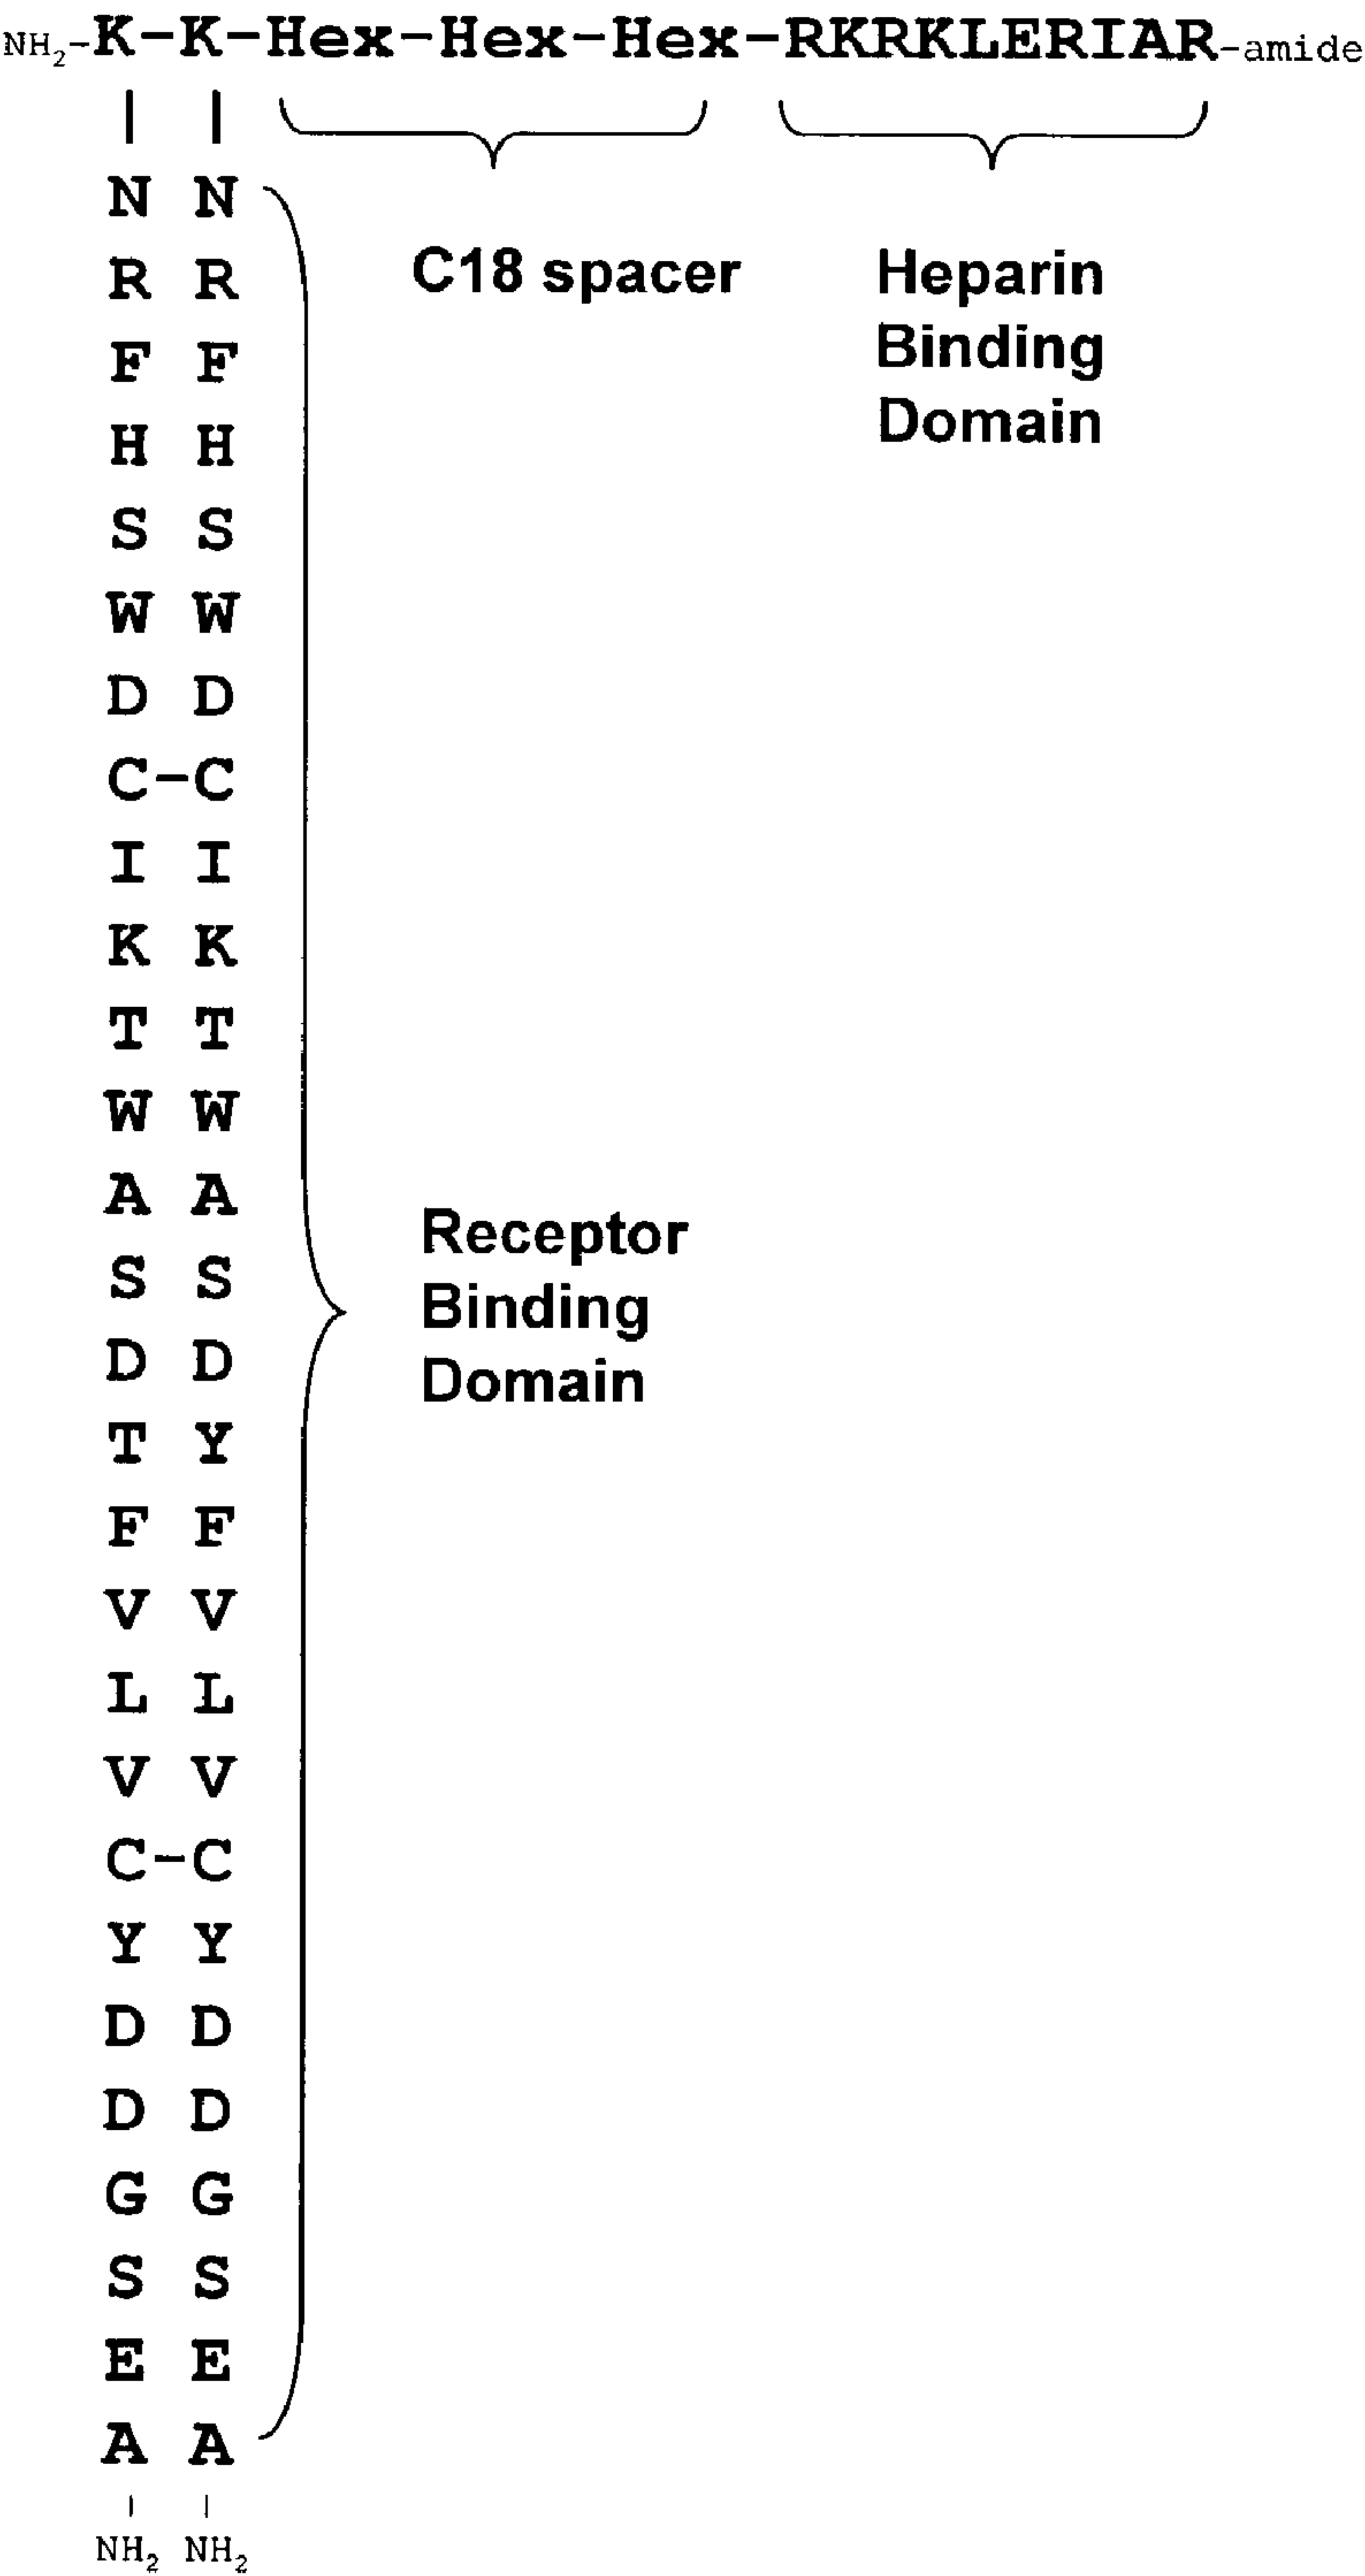 NH2-K-K-Hex-Hex-Hex-RKRKLERIAR-amide
| |
N N
R R
F F
H H
S S
W W
D D
C-C
I I
K K
T T
W W
A A
S S
D D
T Y
F F
V V
L L
V V
C-C
Y Y
D D
D D
G G
S S
E E
A A
NH2 NH2
C18 spacer
Heparin
Binding
Domain
Receptor
Binding
Domain